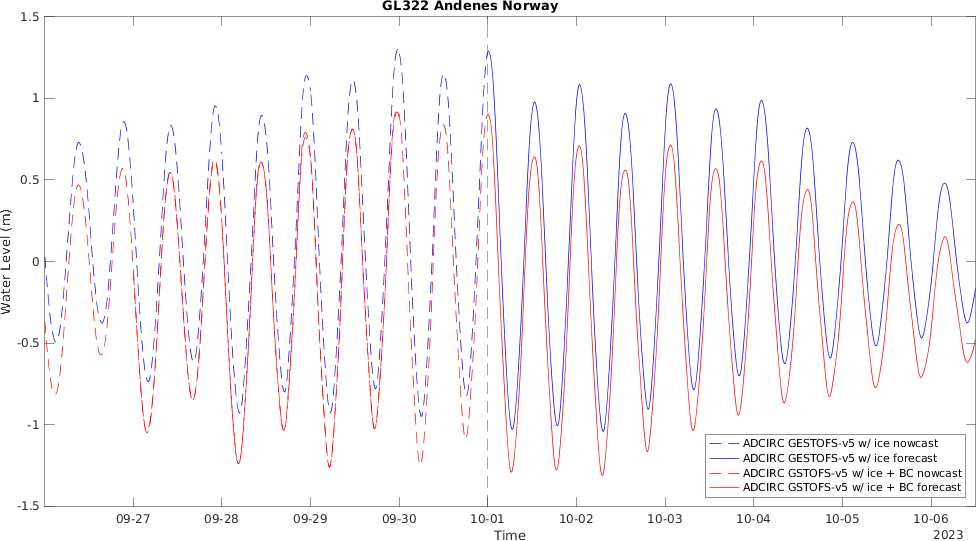 GL322 Andenes Norway
1.5
1
0.5
0
-0.5
-1
-1.5
Water Level (m)
ADCIRC GESTOFS-v5 w/ ice nowcast
ADCIRC GESTOFS-v5 w/ ice forecast
ADCIRC GSTOFS-v5 w/ ice + BC nowcast
ADCIRC GSTOFS-v5 w/ ice + BC forecast
09-27 09-28 09-29 09-30 10-01 10-02 10-03 10-04 10-05 10-06
Time
2023